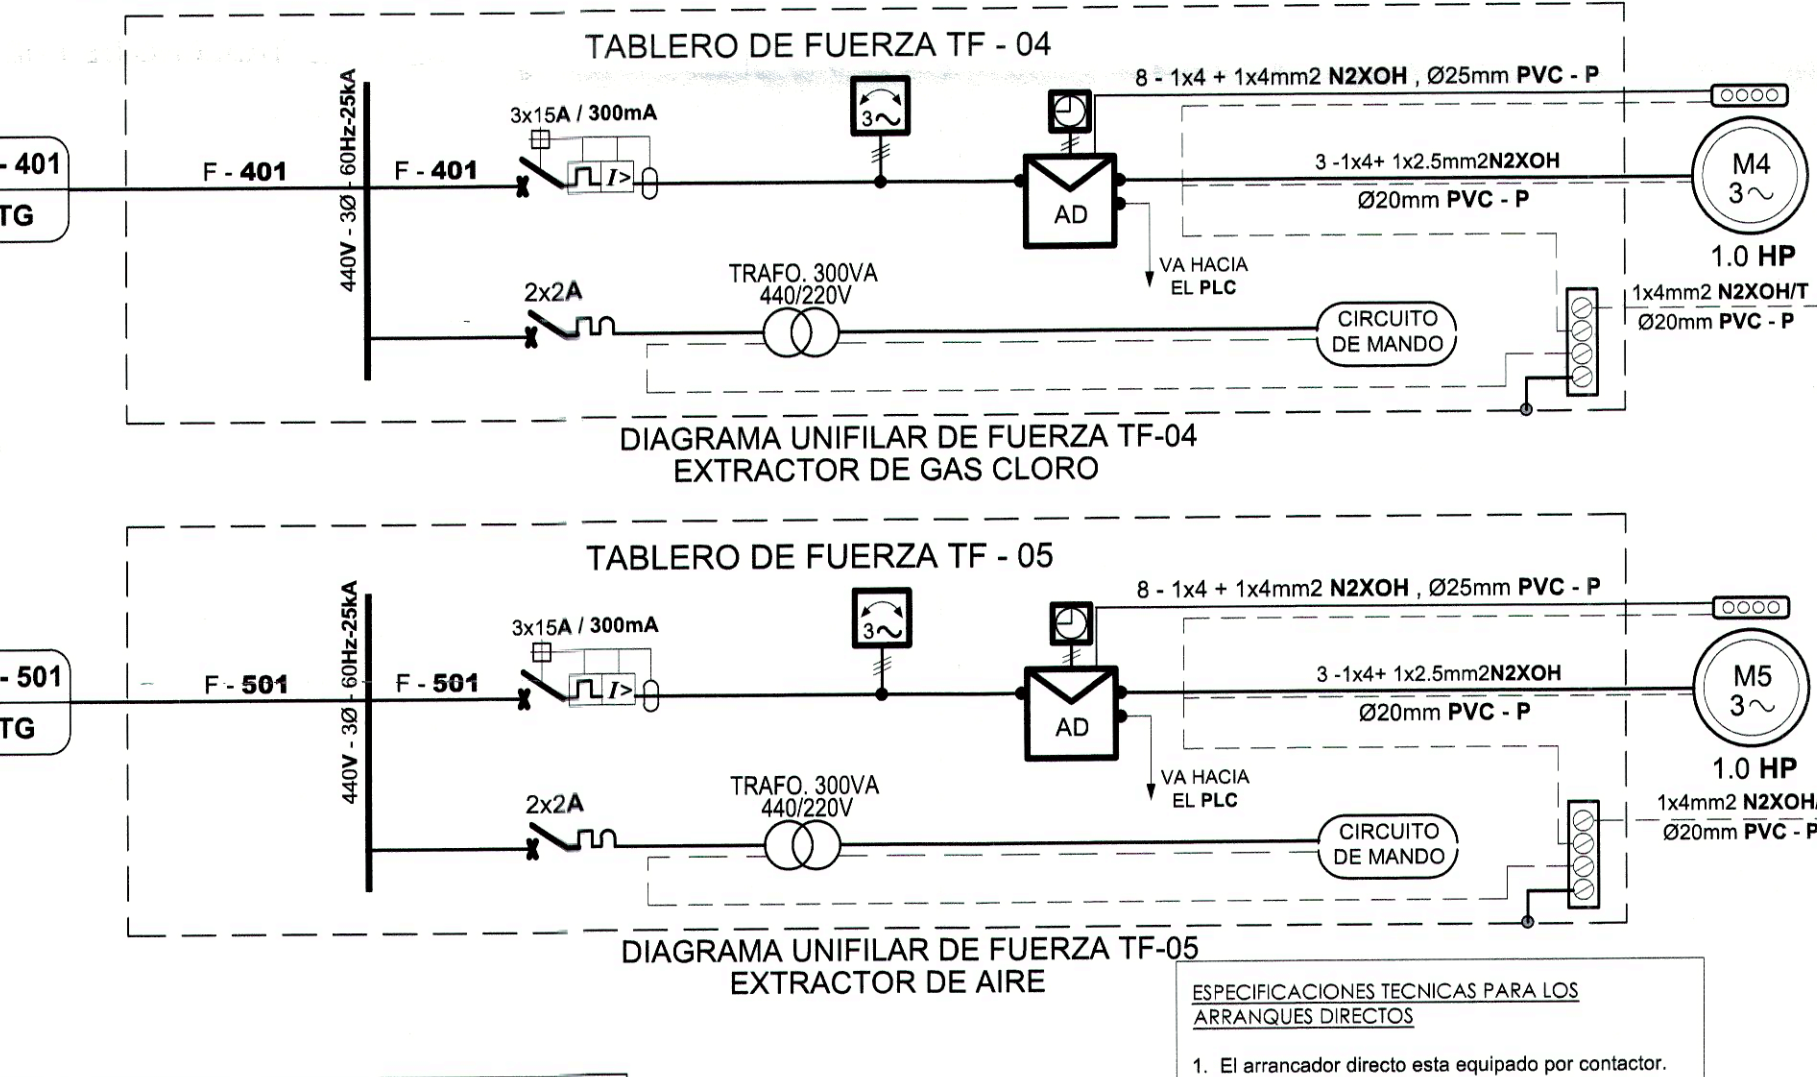 TABLERO DE FUERZA TF - 04
8 - 1x4 + 1x4mm2 N2XOH , Ø25mm PVC - P
3x15A / 300mA
3~
440V - 3Ø - 60Hz-25kA
- 401
TG
F - 401
F - 401
I>
AD
3 -1x4+ 1x2.5mm2N2XOH
Ø20mm PVC - P
M4
3~
1.0 HP
VA HACIA
EL PLC
2x2A
TRAFO. 300VA
440/220V
CIRCUITO
DE MANDO
1x4mm2 N2XOH/T
Ø20mm PVC - P
DIAGRAMA UNIFILAR DE FUERZA TF-04
EXTRACTOR DE GAS CLORO
TABLERO DE FUERZA TF - 05
8 - 1x4 + 1x4mm2 N2XOH , Ø25mm PVC - P
3x15A / 300mA
3~
440V - 3Ø - 60Hz-25kA
- 501
TG
F - 501
F - 501
I>
AD
3 -1x4+ 1x2.5mm2N2XOH
Ø20mm PVC - P
M5
3~
1.0 HP
VA HACIA
EL PLC
2x2A
TRAFO. 300VA
440/220V
CIRCUITO
DE MANDO
1x4mm2 N2XOH/
Ø20mm PVC - P
DIAGRAMA UNIFILAR DE FUERZA TF-05
EXTRACTOR DE AIRE
ESPECIFICACIONES TECNICAS PARA LOS
ARRANQUES DIRECTOS
1. El arrancador directo esta equipado por contactor.